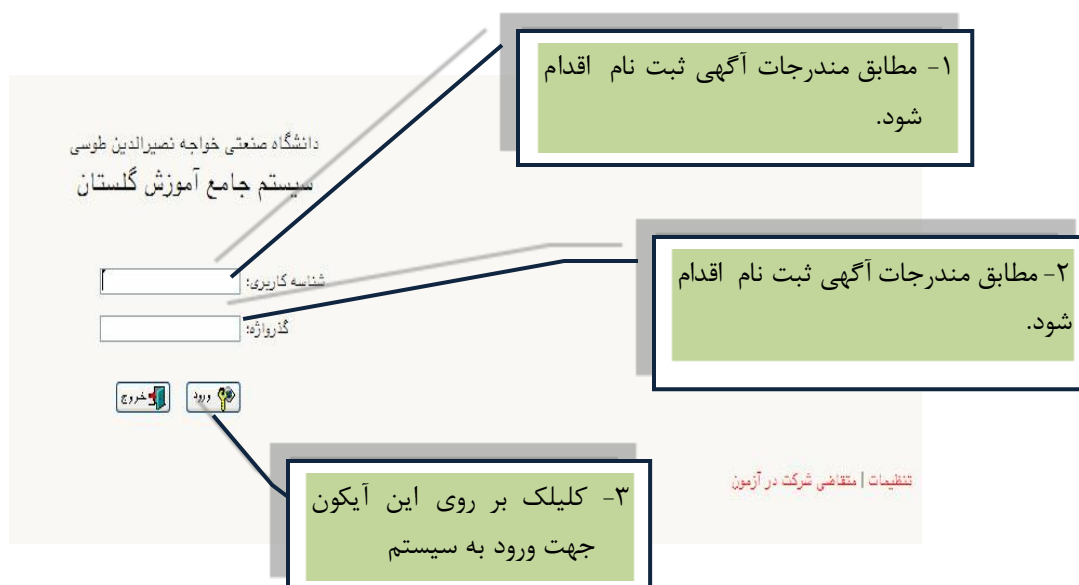 ۱- مطابق مندرجات آگهی ثبت نام اقدام
شود.
دانشگاه صنعتی خواجه نصیرالدین طوسی
سیستم جامع آموزش گلستان
۲- مطابق مندرجات آگهی ثبت نام اقدام
شود.
شناسه کاربری:
گذرواژه:
ورود خروج
۳- کلیلک بر روی این آیکون
جهت ورود به سیستم
تنظیمات | متقاضی شرکت در آزمون